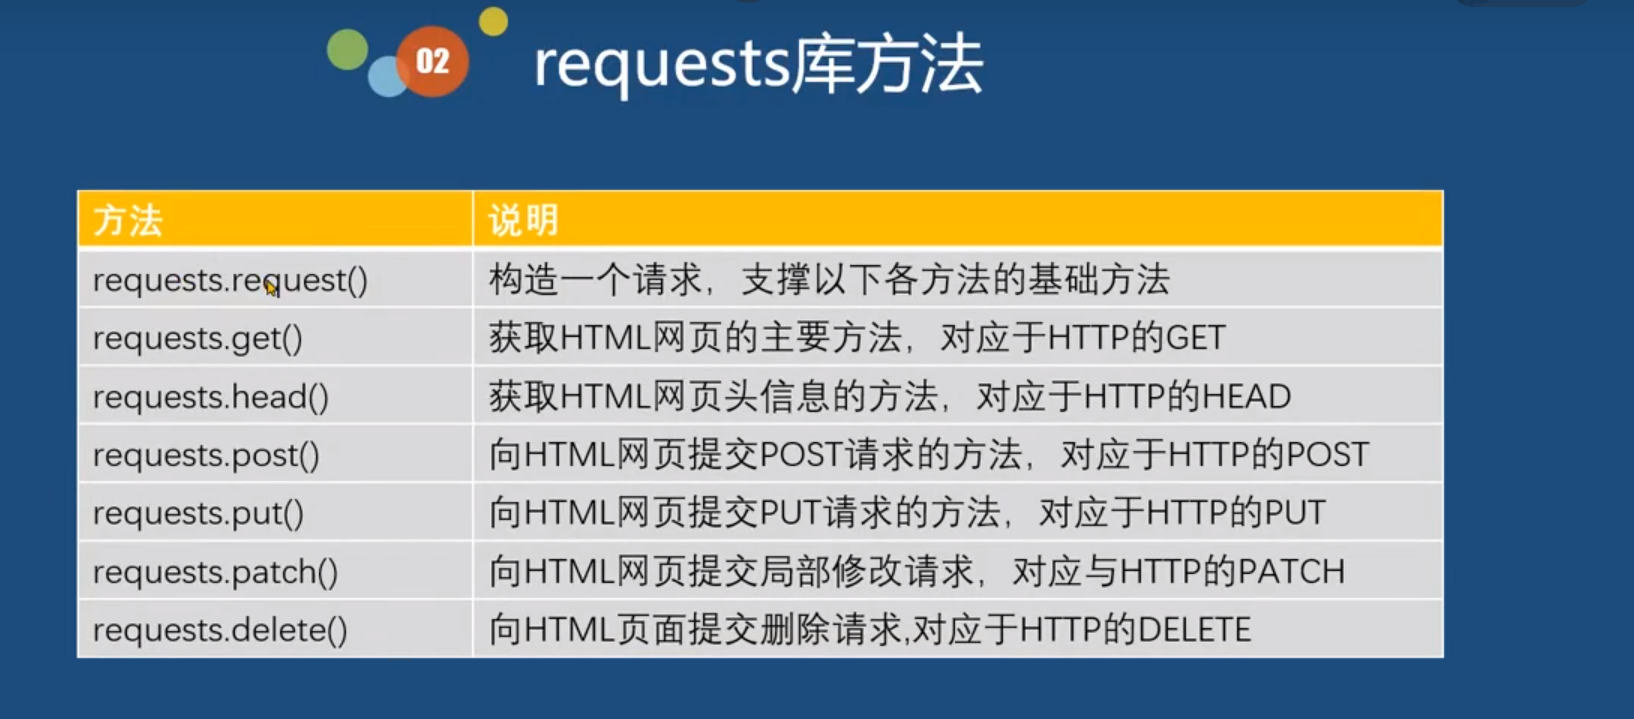 02
requests库方法
方法 说明
requests.request() 构造一个请求，支撑以下各方法的基础方法
requests.get() 获取HTML网页的主要方法，对应于HTTP的GET
requests.head() 获取HTML网页头信息的方法，对应于HTTP的HEAD
requests.post() 向HTML网页提交POST请求的方法，对应于HTTP的POST
requests.put() 向HTML网页提交PUT请求的方法，对应于HTTP的PUT
requests.patch() 向HTML网页提交局部修改请求，对应与HTTP的PATCH
requests.delete() 向HTML页面提交删除请求,对应于HTTP的DELETE